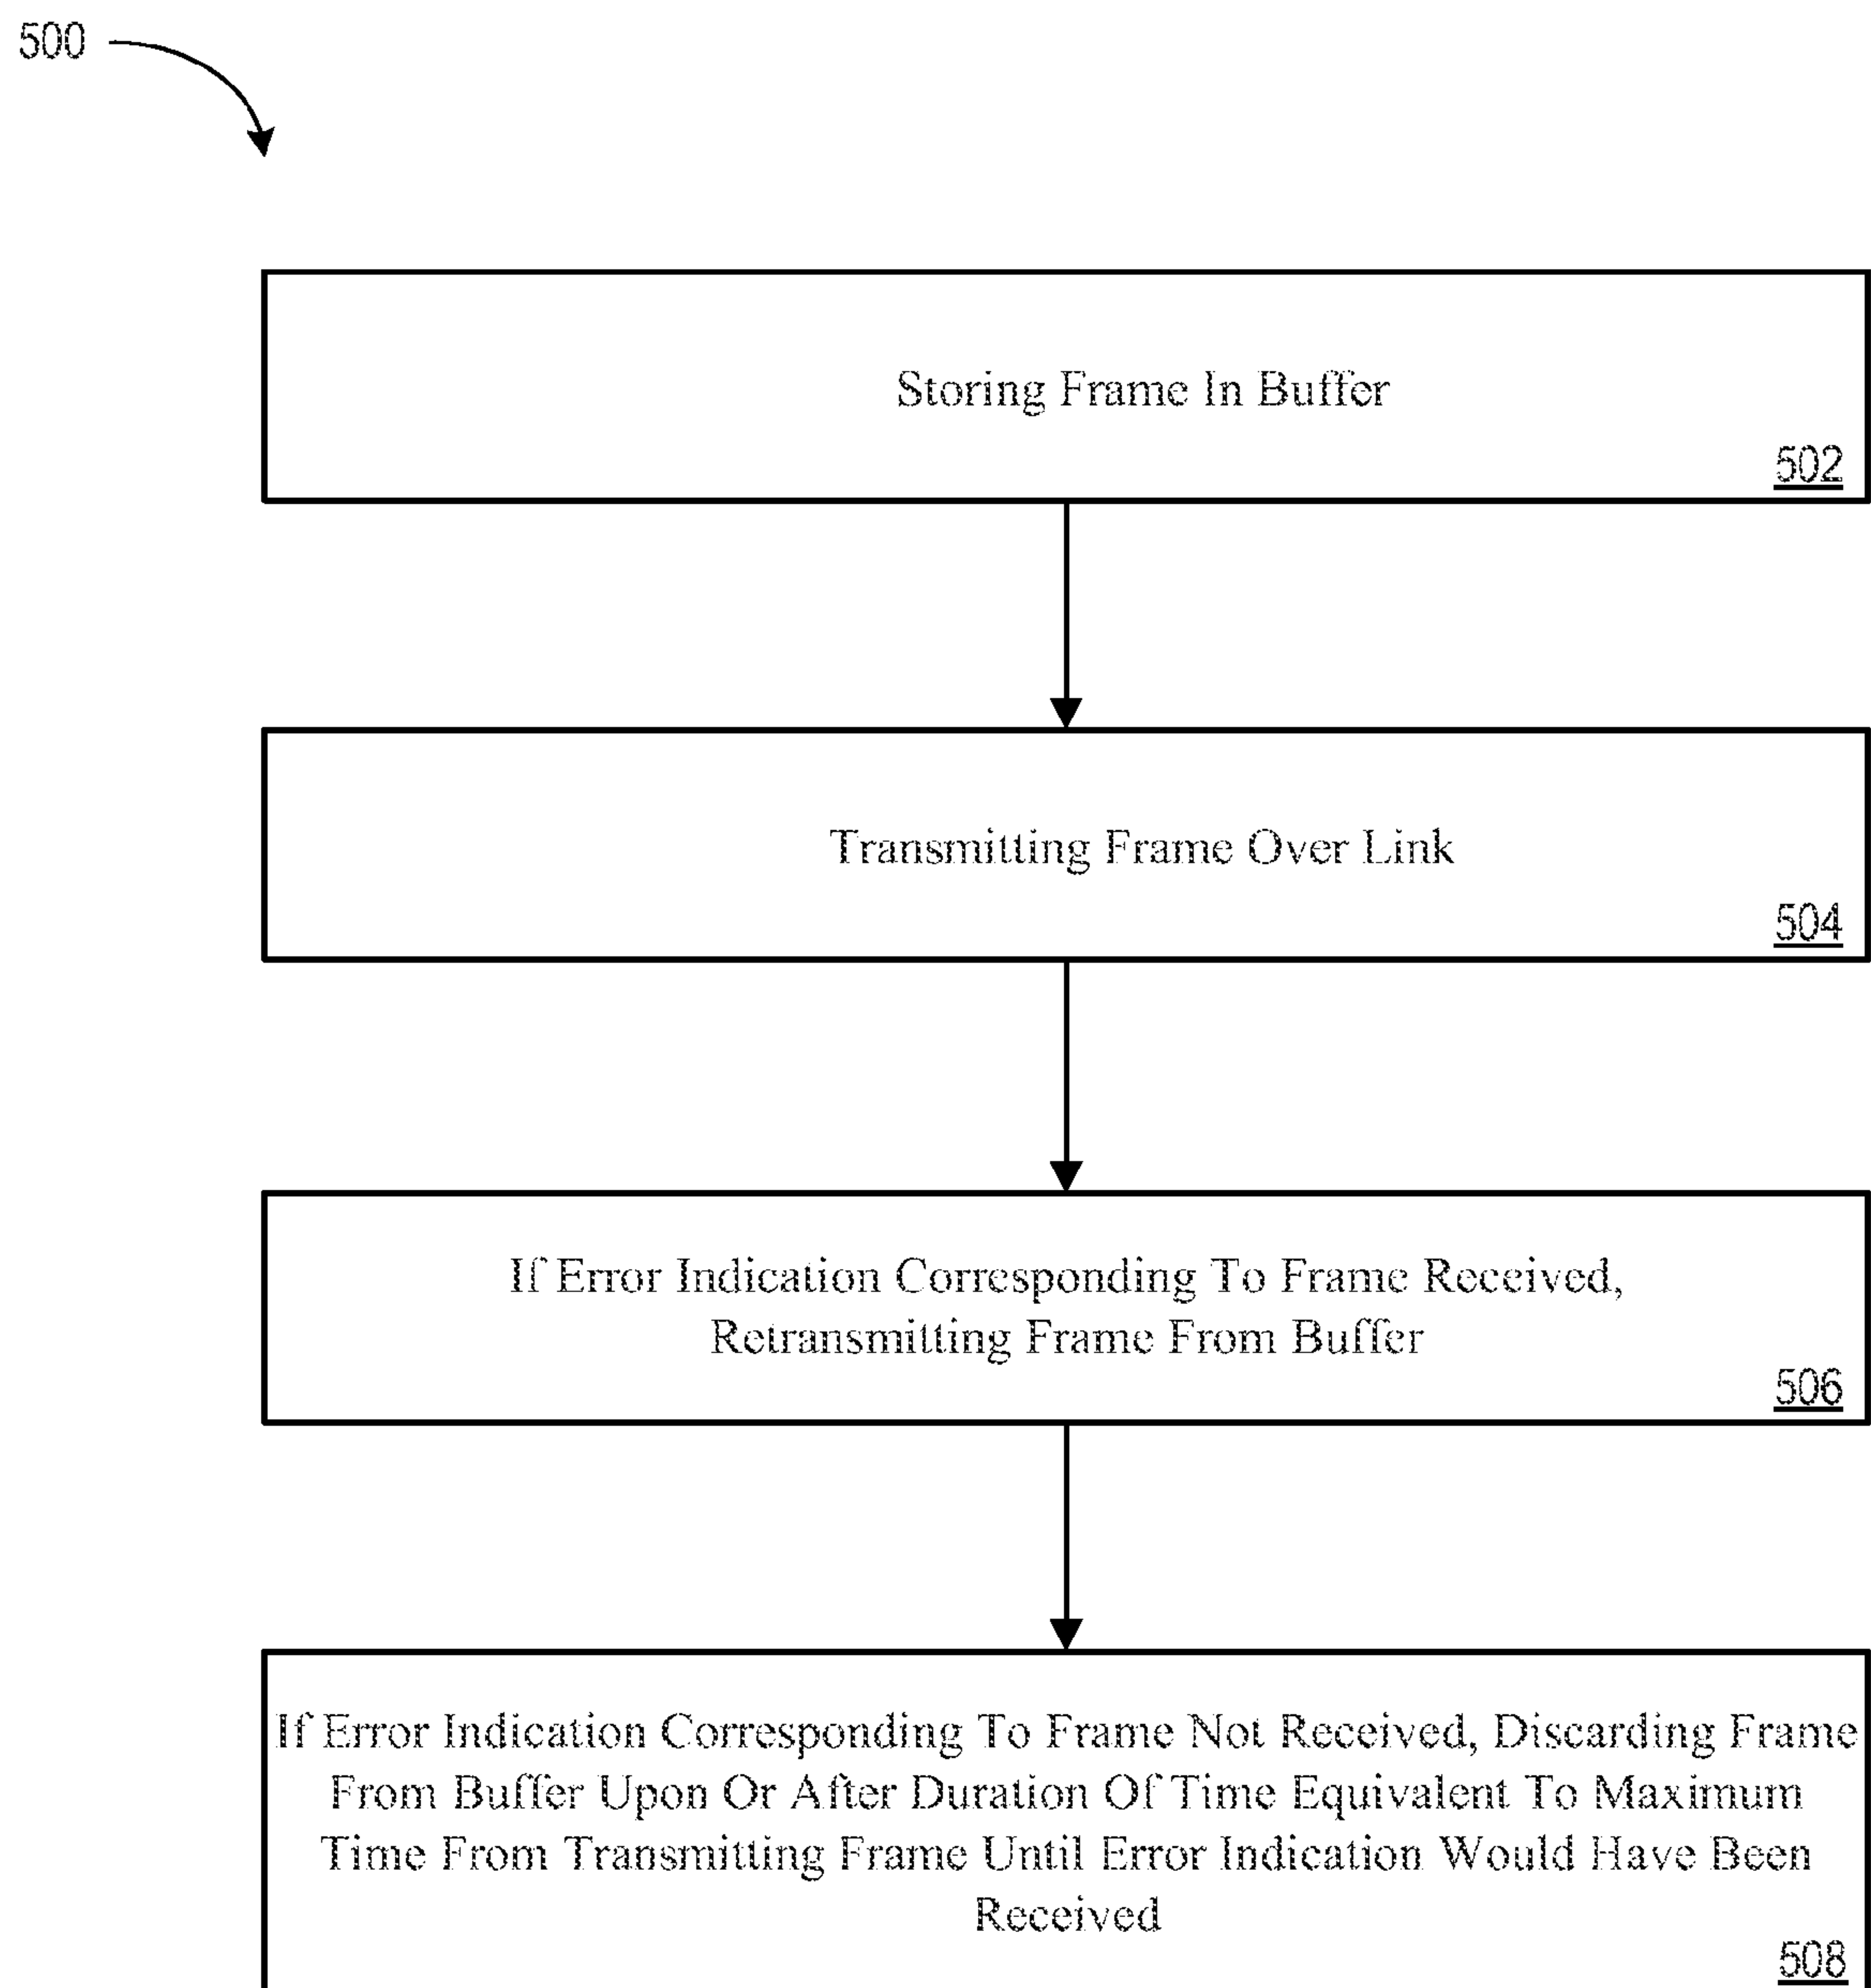 500
Storing Frame In Buffer
502
Transmitting Frame Over Link
504
If Error Indication Corresponding To Frame Received,
Retransmitting Frame From Buffer
506
If Error Indication Corresponding To Frame Not Received, Discarding Frame
From Buffer Upon Or After Duration Of Time Equivalent To Maximum
Time From Transmitting Frame Until Error Indication Would Have Been
Received
508